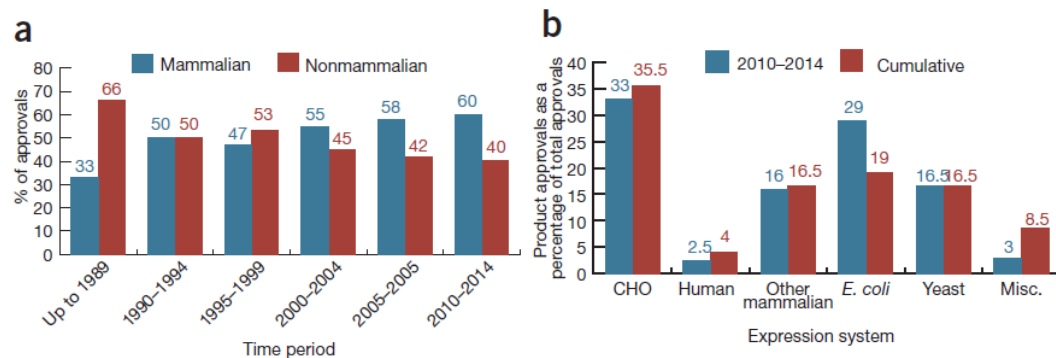 a
Mammalian Nonmammalian
% of approvals
80
70
60
50
40
30
20
10
0
33 66
50 50
47 53
55 45
58 42
60 40
Up to 1989
1990–1994
1995–1999
2000–2004
2005–2005
2010–2014
Time period
b
2010–2014 Cumulative
Product approvals as a
percentage of total approvals
40
35
30
25
20
15
10
5
0
33 35.5
2.5 4
16 16.5
29 19
16.5 16.5
3 8.5
CHO
Human
Other
mammalian
E. coli
Yeast
Misc.
Expression system